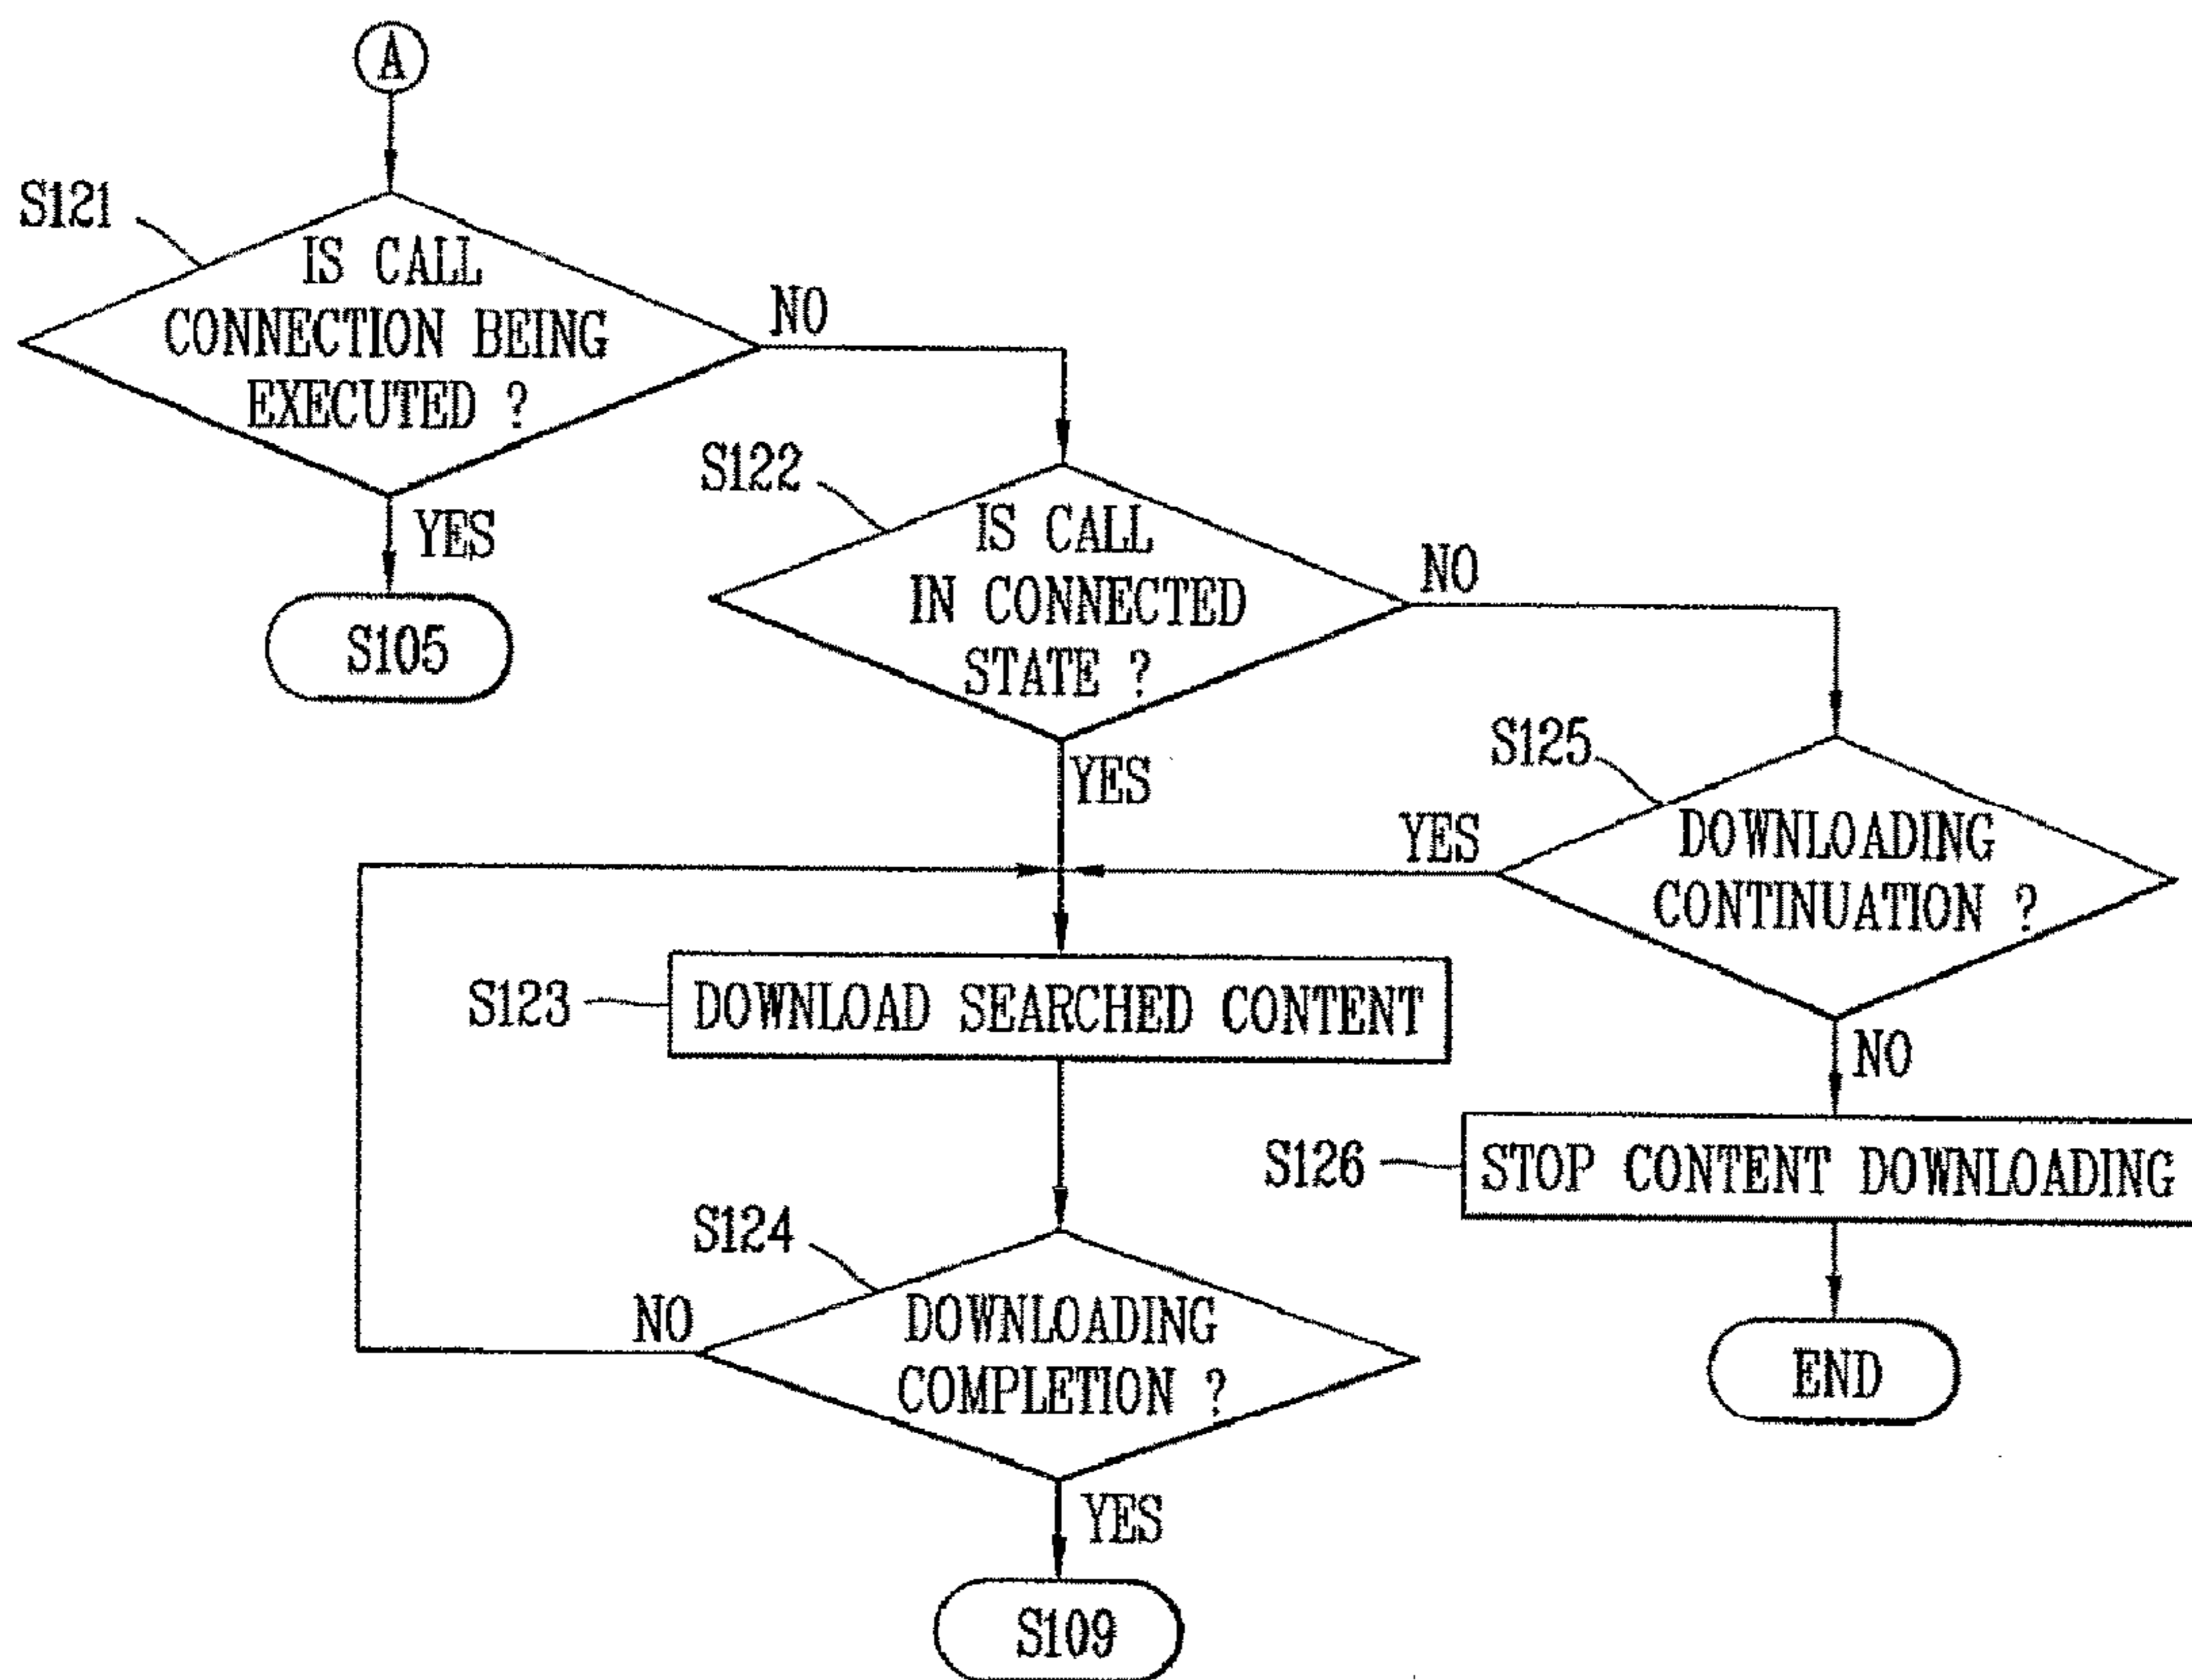 A
S121
IS CALL
CONNECTION BEING
EXECUTED ?
NO
YES
S105
S122
IS CALL
IN CONNECTED
STATE ?
NO
YES
S125
DOWNLOADING
CONTINUATION ?
YES
NO
S123
DOWNLOAD SEARCHED CONTENT
S126
STOP CONTENT DOWNLOADING
END
S124
DOWNLOADING
COMPLETION ?
NO
YES
S109